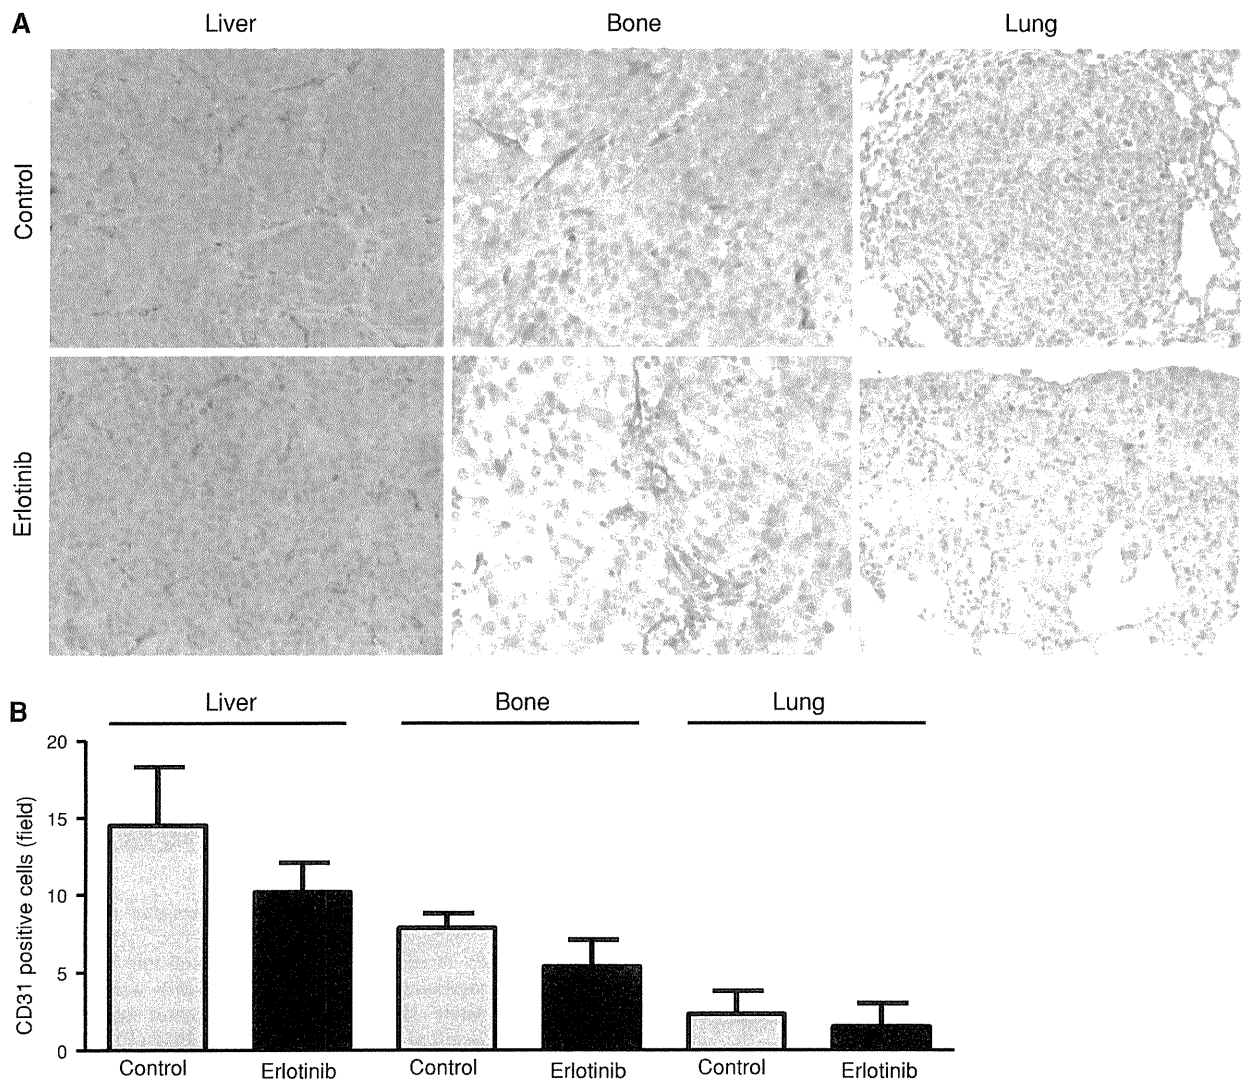 A
Liver Bone Lung
Control
Erlotinib
B
Liver Bone Lung
CD31 positive cells (field)
20
15
10
5
0
Control Erlotinib Control Erlotinib Control Erlotinib